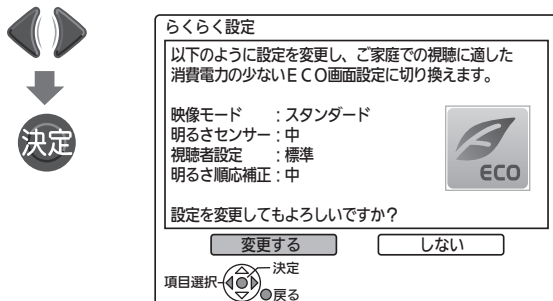 決定
らくらく設定
以下のように設定を変更し、ご家庭での視聴に適した
消費電力の少ないECO画面設定に切り換えます。
映像モード　：スタンダード
明るさセンサー：中
視聴者設定　：標準
明るさ順応補正：中
ECO
設定を変更してもよろしいですか？
変更する　しない
項目選択
決定
戻る